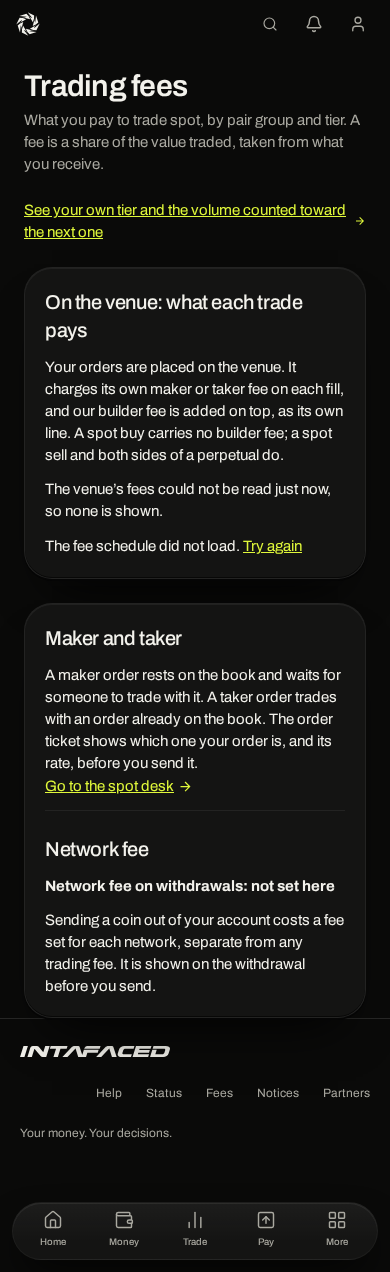 Trading fees
What you pay to trade spot, by pair group and tier. A
fee is a share of the value traded, taken from what
you receive.
See your own tier and the volume counted toward
the next one
On the venue: what each trade
pays
Your orders are placed on the venue. It
charges its own maker or taker fee on each fill,
and our builder fee is added on top, as its own
line. A spot buy carries no builder fee; a spot
sell and both sides of a perpetual do.
The venue’s fees could not be read just now,
so none is shown.
The fee schedule did not load. Try again
Maker and taker
A maker order rests on the book and waits for
someone to trade with it. A taker order trades
with an order already on the book. The order
ticket shows which one your order is, and its
rate, before you send it.
Go to the spot desk
Network fee
Network fee on withdrawals: not set here
Sending a coin out of your account costs a fee
set for each network, separate from any
trading fee. It is shown on the withdrawal
before you send.
INTAFACED
Help Status Fees Notices Partners
Your money. Your decisions.
Home Money Trade Pay More